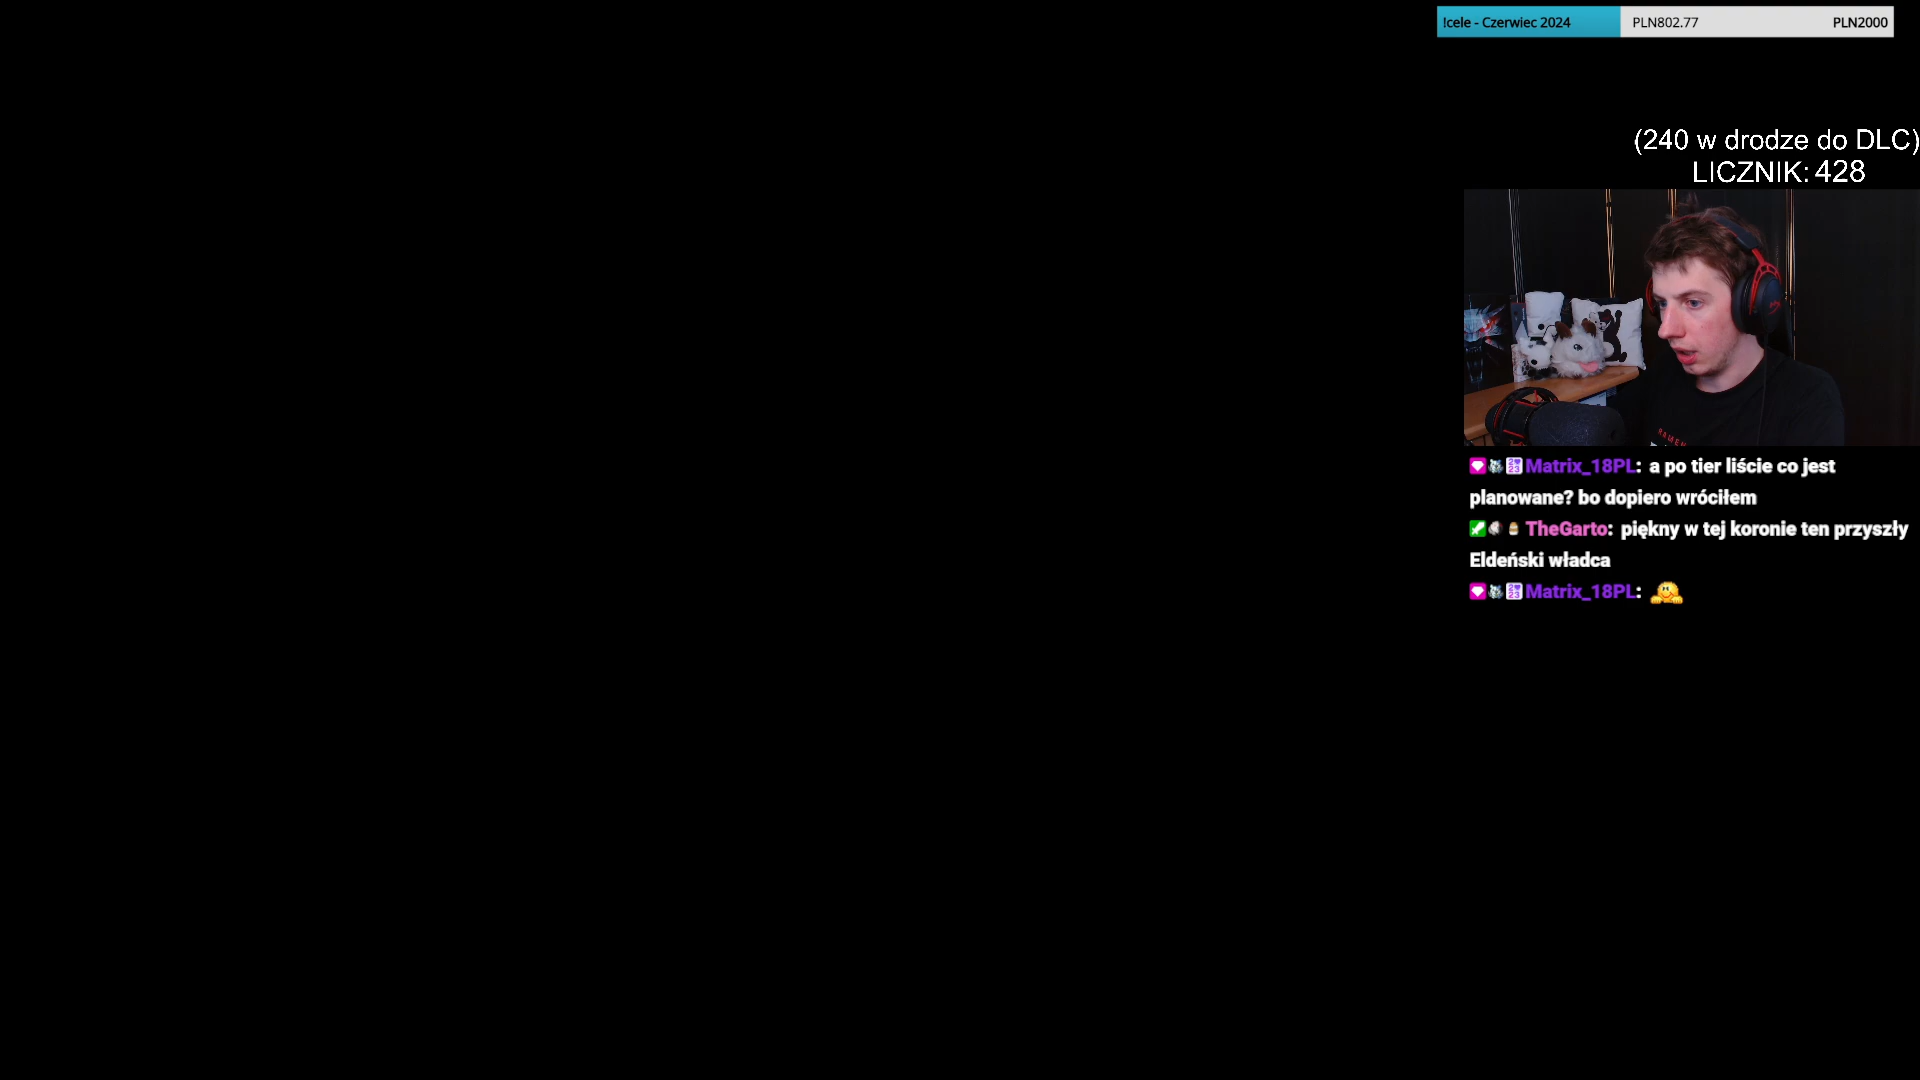 !cele - Czerwiec 2024 PLN802.77 PLN2000
(240 w drodze do DLC)
LICZNIK: 428
Matrix_18PL: a po tier liście co jest
planowane? bo dopiero wróciłem
TheGarto: piękny w tej koronie ten przyszły
Eldeński władca
Matrix_18PL: